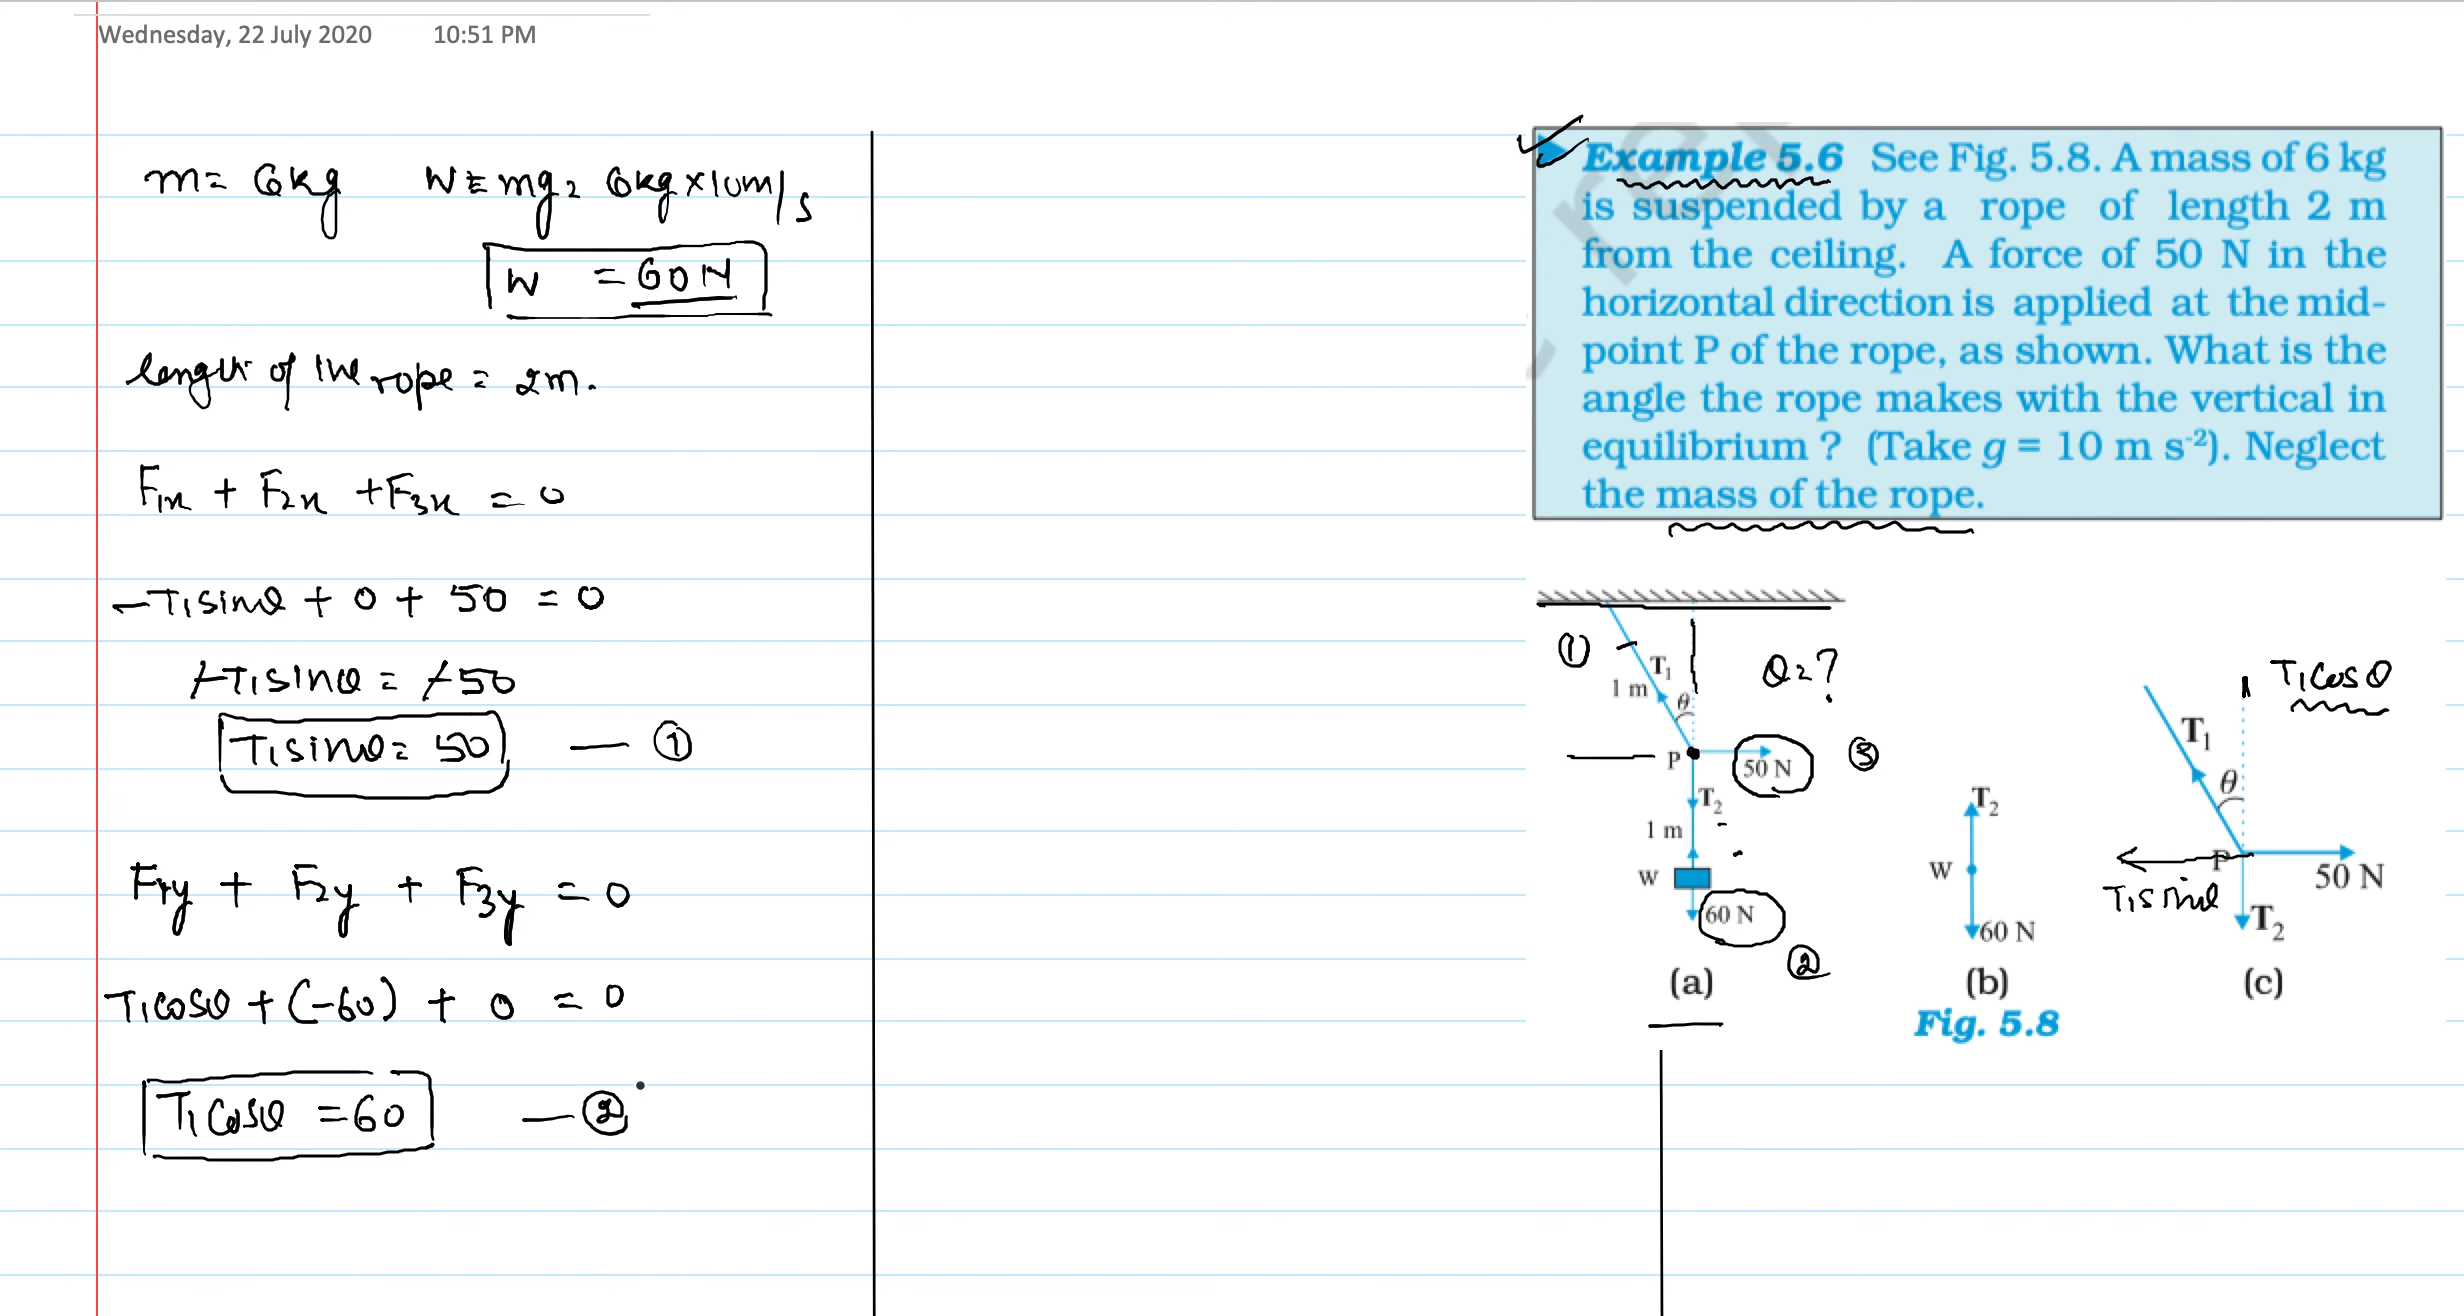 Wednesday, 22 July 2020 10:51 PM
m= 6kg W=mg= 6kg×10m/s
W = 60N
length of the rope = 2m.
F1x + F2x + F3x = 0
-T1sinθ + 0 + 50 = 0
-T1sinθ = -50
T1sinθ= 50 — ①
F1y + F2y + F3y = 0
T1cosθ + (-60) + 0 = 0
T1cosθ = 60 — ②
Example 5.6 See Fig. 5.8. A mass of 6 kg
is suspended by a rope of length 2 m
from the ceiling. A force of 50 N in the
horizontal direction is applied at the mid-
point P of the rope, as shown. What is the
angle the rope makes with the vertical in
equilibrium ? (Take g = 10 m s⁻²). Neglect
the mass of the rope.
① T₁ θ=?
1 m θ
P 50 N ③
T₂
1 m
W
60 N
②
(a)
T₂
W
60 N
(b)
T1cosθ
T₁
θ
P
50 N
T1sinθ
T₂
(c)
Fig. 5.8